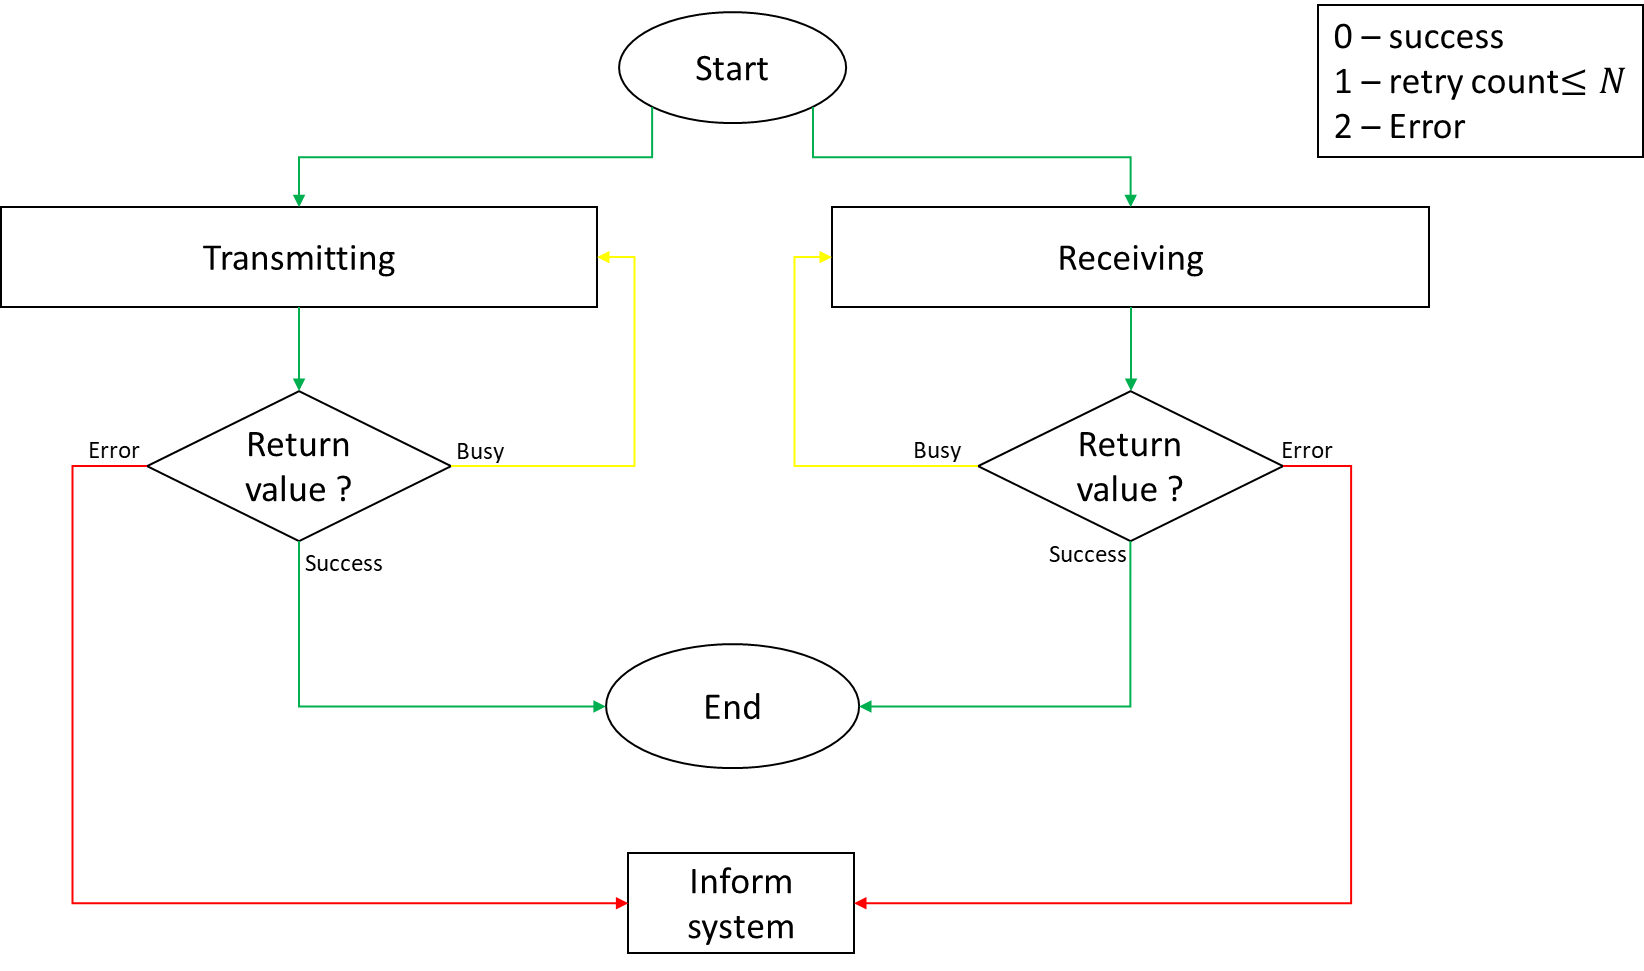 Start
0 – success
1 – retry count≤ N
2 – Error
Transmitting
Receiving
Error
Return
value ?
Busy
Success
Busy
Return
value ?
Error
Success
End
Inform
system